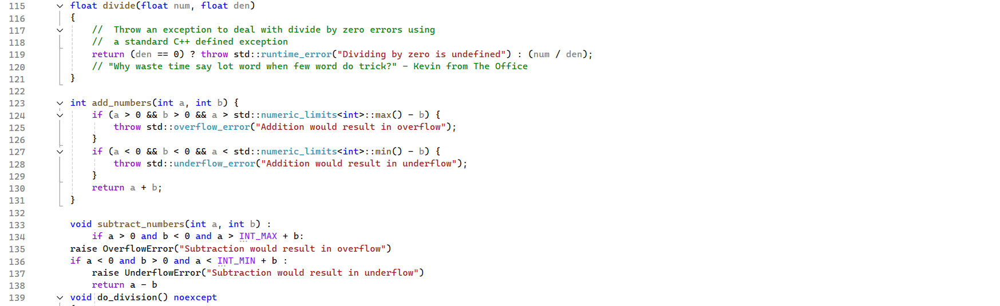 115 float divide(float num, float den)
116 {
117 //  Throw an exception to deal with divide by zero errors using
118 //  a standard C++ defined exception
119 return (den == 0) ? throw std::runtime_error("Dividing by zero is undefined") : (num / den);
120 // "Why waste time say lot word when few word do trick?" - Kevin from The Office
121 }
122
123 int add_numbers(int a, int b) {
124 if (a > 0 && b > 0 && a > std::numeric_limits<int>::max() - b) {
125 throw std::overflow_error("Addition would result in overflow");
126 }
127 if (a < 0 && b < 0 && a < std::numeric_limits<int>::min() - b) {
128 throw std::underflow_error("Addition would result in underflow");
129 }
130 return a + b;
131 }
132
133 void subtract_numbers(int a, int b) :
134 if a > 0 and b < 0 and a > INT_MAX + b:
135 raise OverflowError("Subtraction would result in overflow")
136 if a < 0 and b > 0 and a < INT_MIN + b :
137 raise UnderflowError("Subtraction would result in underflow")
138 return a - b
139 void do_division() noexcept